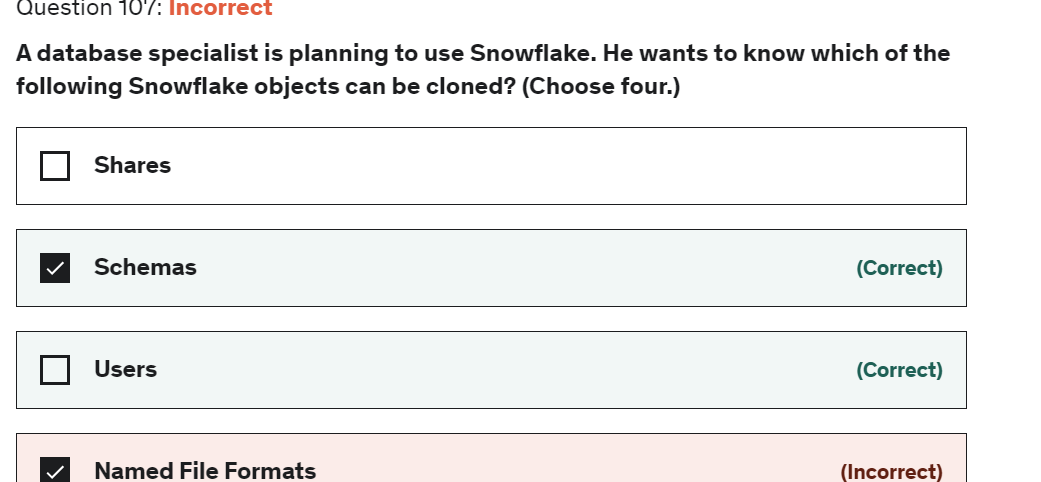 Question 107: Incorrect
A database specialist is planning to use Snowflake. He wants to know which of the
following Snowflake objects can be cloned? (Choose four.)
Shares
Schemas (Correct)
Users (Correct)
Named File Formats (Incorrect)